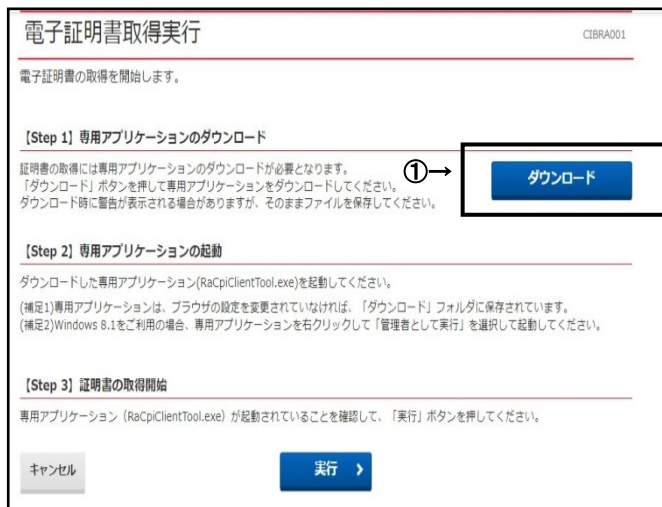 電子証明書取得実行
CIBRA001
電子証明書の取得を開始します。
【Step 1】専用アプリケーションのダウンロード
証明書の取得には専用アプリケーションのダウンロードが必要となります。
「ダウンロード」ボタンを押して専用アプリケーションをダウンロードしてください。
ダウンロード時に警告が表示される場合がありますが、そのままファイルを保存してください。
①→
ダウンロード
【Step 2】専用アプリケーションの起動
ダウンロードした専用アプリケーション(RaCpiClientTool.exe)を起動してください。
(補足1)専用アプリケーションは、ブラウザの設定を変更されていなければ、「ダウンロード」フォルダに保存されています。
(補足2)Windows 8.1をご利用の場合、専用アプリケーションを右クリックして「管理者として実行」を選択して起動してください。
【Step 3】証明書の取得開始
専用アプリケーション（RaCpiClientTool.exe）が起動されていることを確認して、「実行」ボタンを押してください。
キャンセル
実行 >